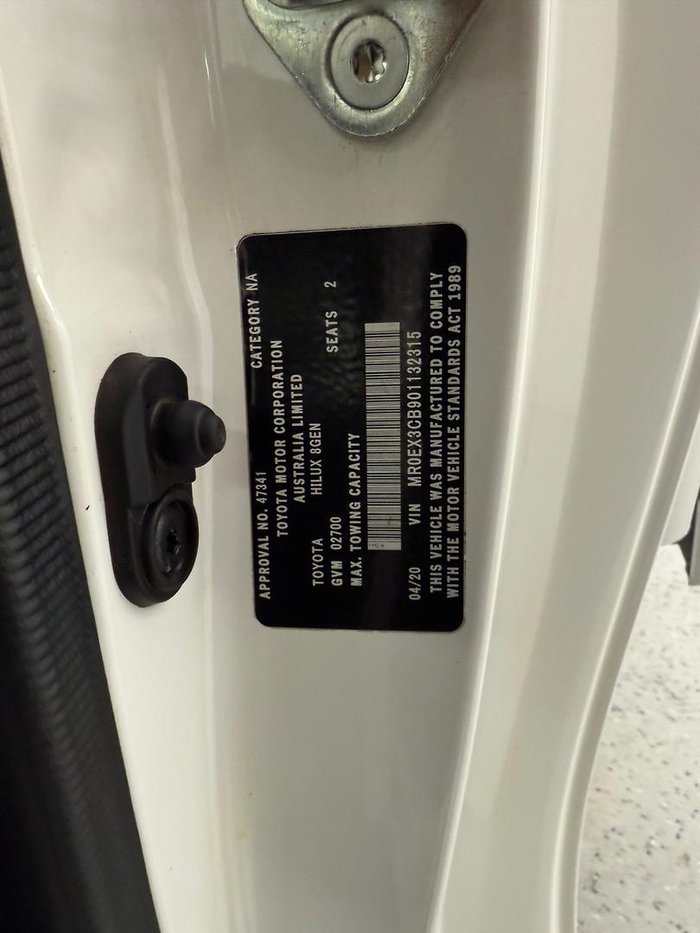 APPROVAL NO. 47341 CATEGORY NA
TOYOTA MOTOR CORPORATION
AUSTRALIA LIMITED
TOYOTA HILUX 8GEN
GVM 02700 SEATS 2
MAX. TOWING CAPACITY
04/20 VIN MR0EX3CB901132315
THIS VEHICLE WAS MANUFACTURED TO COMPLY
WITH THE MOTOR VEHICLE STANDARDS ACT 1989